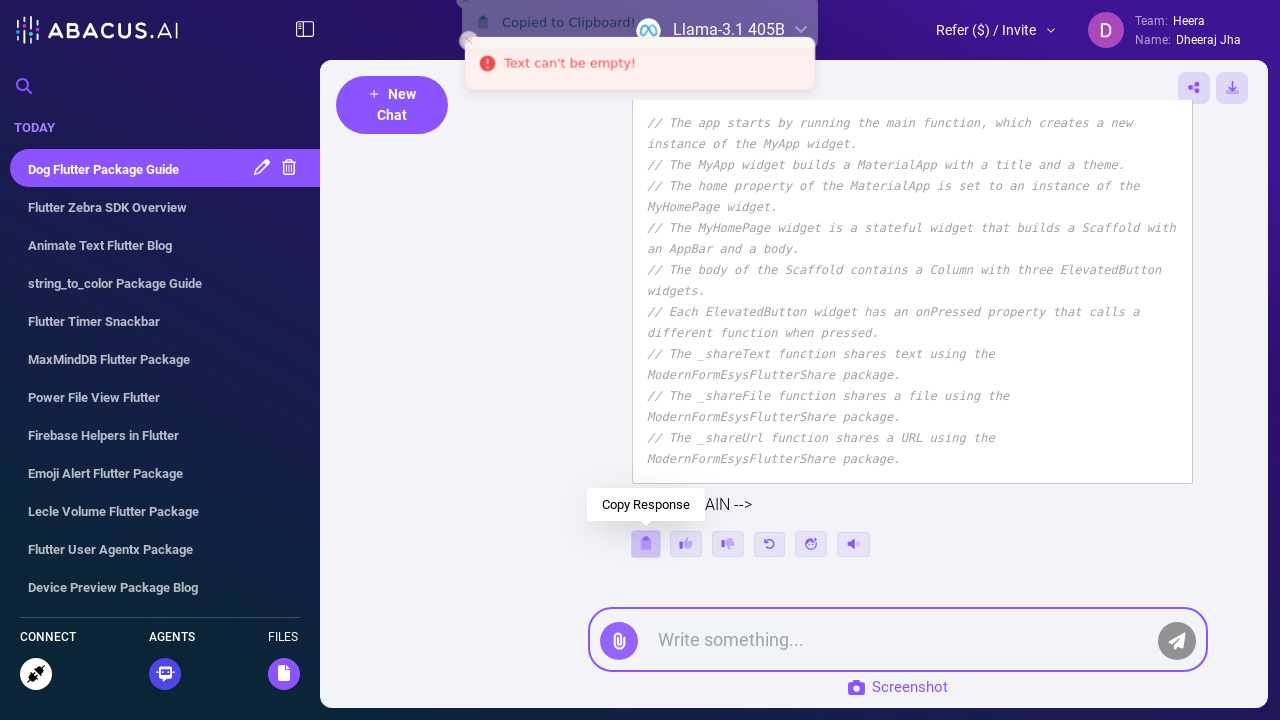 ABACUS.AI
Copied to Clipboard!
Llama-3.1 405B
Refer ($) / Invite
D
Team: Heera
Name: Dheeraj Jha
Text can't be empty!
+ New
Chat
TODAY
Dog Flutter Package Guide
Flutter Zebra SDK Overview
Animate Text Flutter Blog
string_to_color Package Guide
Flutter Timer Snackbar
MaxMindDB Flutter Package
Power File View Flutter
Firebase Helpers in Flutter
Emoji Alert Flutter Package
Lecle Volume Flutter Package
Flutter User Agentx Package
Device Preview Package Blog
CONNECT
AGENTS
FILES
// The app starts by running the main function, which creates a new
instance of the MyApp widget.
// The MyApp widget builds a MaterialApp with a title and a theme.
// The home property of the MaterialApp is set to an instance of the
MyHomePage widget.
// The MyHomePage widget is a stateful widget that builds a Scaffold with
an AppBar and a body.
// The body of the Scaffold contains a Column with three ElevatedButton
widgets.
// Each ElevatedButton widget has an onPressed property that calls a
different function when pressed.
// The _shareText function shares text using the
ModernFormEsysFlutterShare package.
// The _shareFile function shares a file using the
ModernFormEsysFlutterShare package.
// The _shareUrl function shares a URL using the
ModernFormEsysFlutterShare package.
Copy Response
AIN -->
Write something...
Screenshot